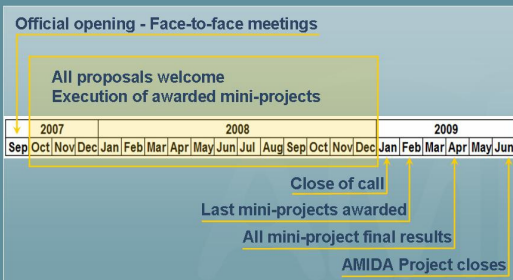 Official opening - Face-to-face meetings
All proposals welcome
Execution of awarded mini-projects
2007 2008 2009
Sep Oct Nov Dec Jan Feb Mar Apr May Jun Jul Aug Sep Oct Nov Dec Jan Feb Mar Apr May Jun
Close of call
Last mini-projects awarded
All mini-project final results
AMIDA Project closes